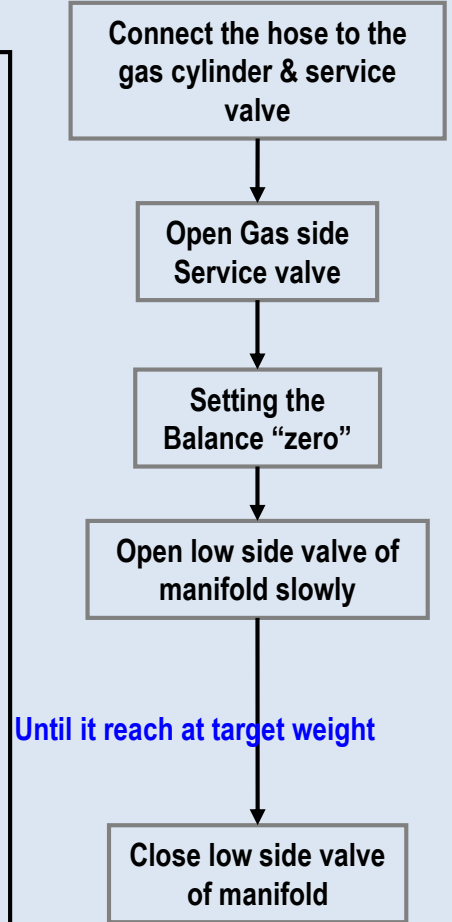 Connect the hose to the
gas cylinder & service
valve
Open Gas side
Service valve
Setting the
Balance “zero”
Open low side valve of
manifold slowly
Until it reach at target weight
Close low side valve
of manifold